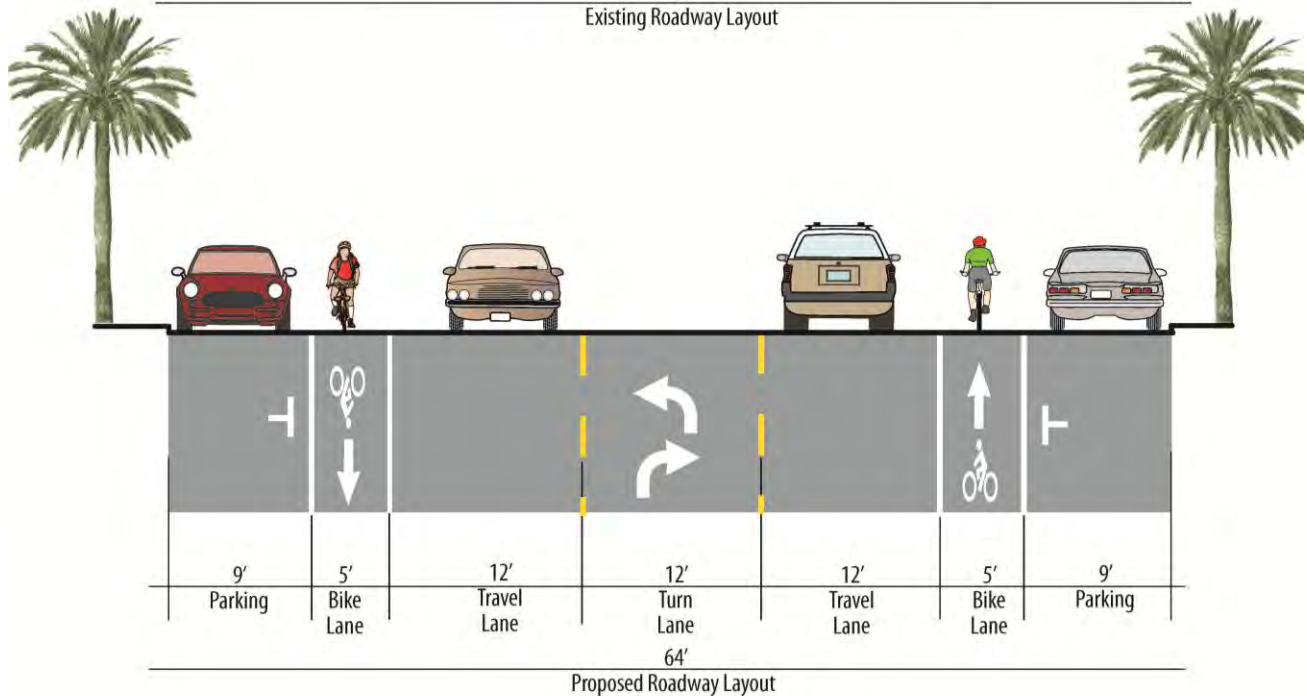 Existing Roadway Layout
9' 5' 12' 12' 12' 5' 9'
Parking Bike Lane Travel Lane Turn Lane Travel Lane Bike Lane Parking
64'
Proposed Roadway Layout